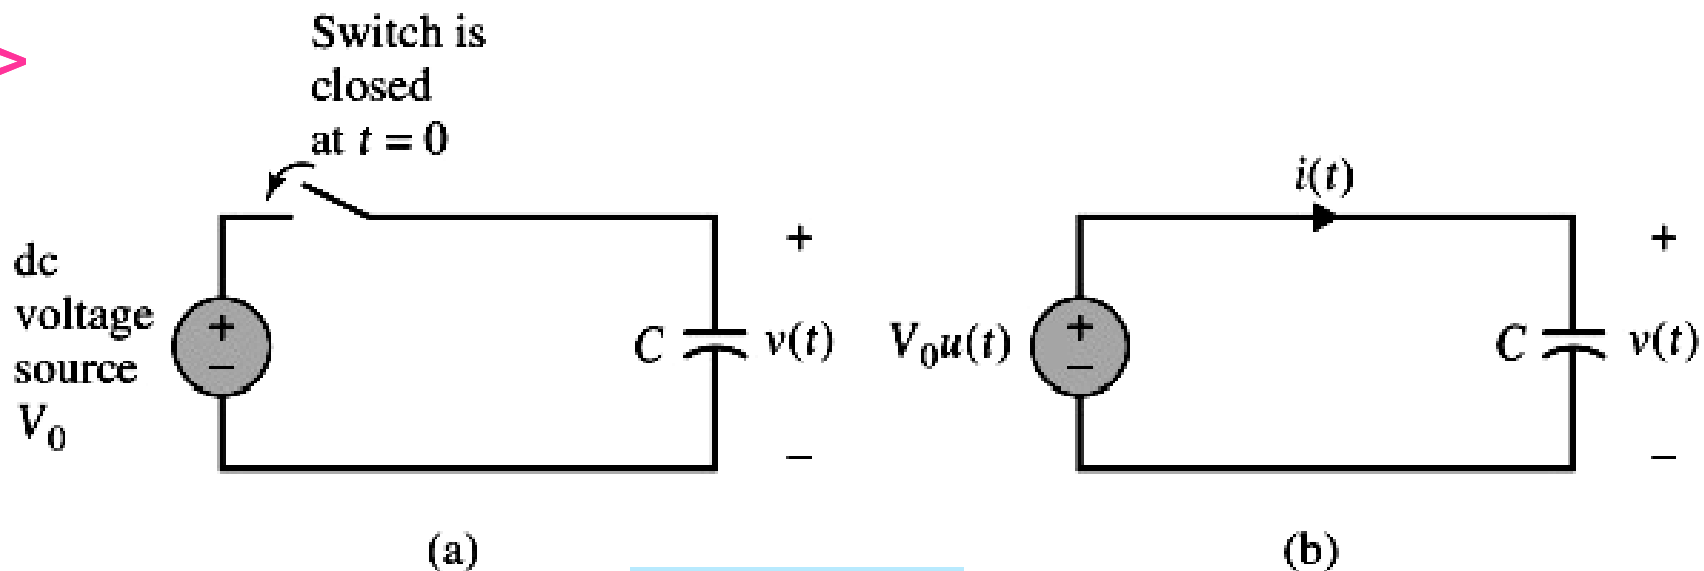 >
Switch is
closed
at t = 0
dc
voltage
source
V₀
+
−
C
+
v(t)
−
(a)
i(t)
V₀u(t)
+
−
C
+
v(t)
−
(b)